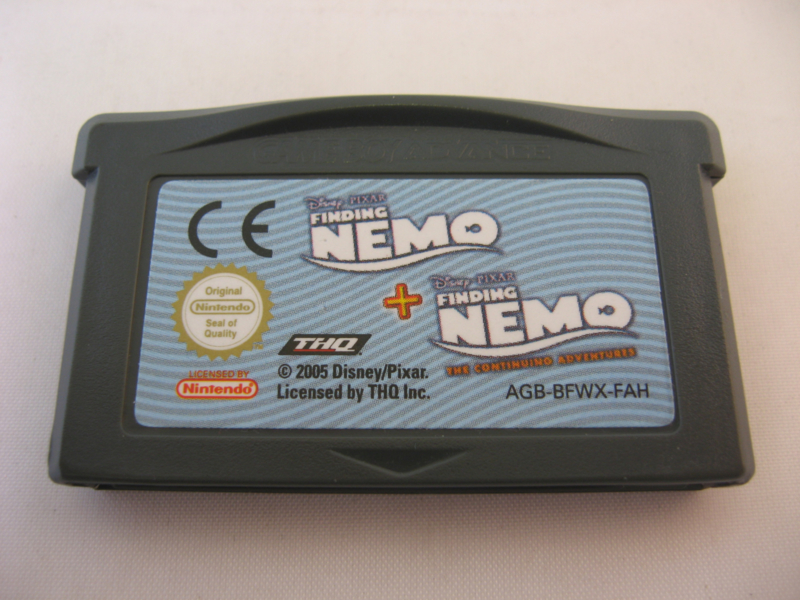 GAME BOY ADVANCE
CE
Disney PIXAR
FINDING
NEMO
+
Disney PIXAR
FINDING
NEMO
THE CONTINUING ADVENTURES
Original
Nintendo
Seal of
Quality
TM
LICENSED BY
Nintendo
THQ
© 2005 Disney/Pixar.
Licensed by THQ Inc.
AGB-BFWX-FAH